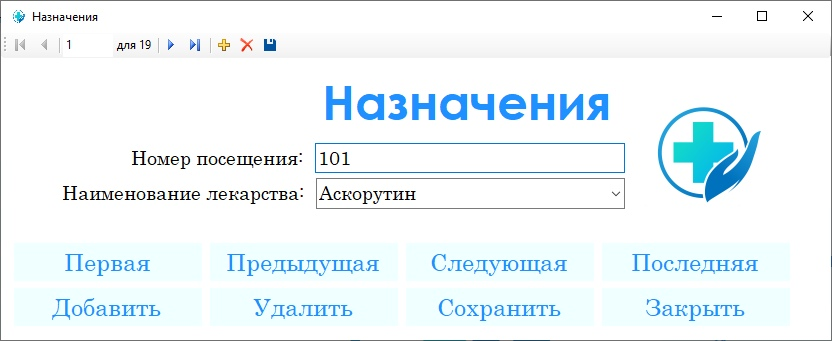 Назначения
1 для 19
Назначения
Номер посещения: 101
Наименование лекарства: Аскорутин
Первая Предыдущая Следующая Последняя
Добавить Удалить Сохранить Закрыть